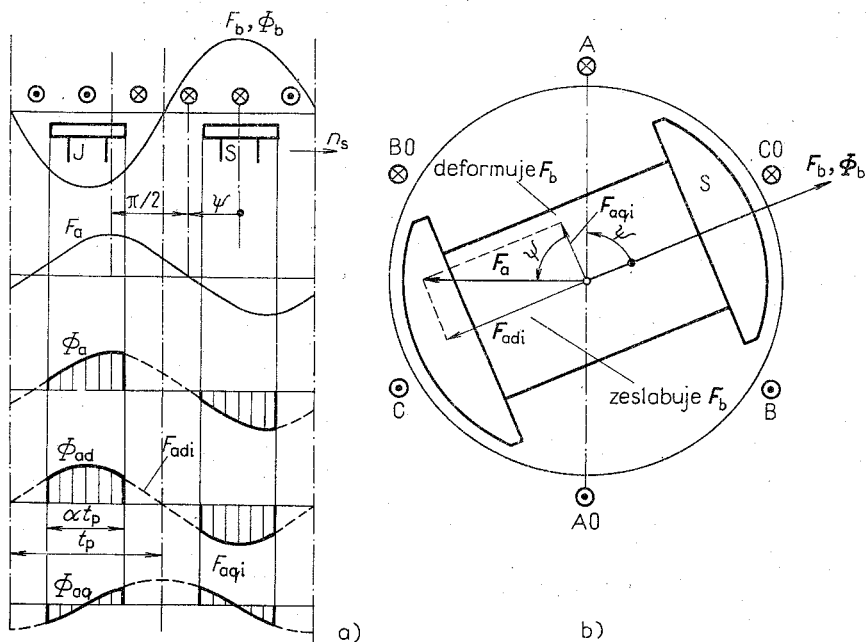 F_b, Φ_b
J
S
n_s
π/2
ψ
F_a
Φ_a
Φ_ad
F_adi
αt_p
t_p
F_aqi
Φ_aq
a)
A
B0
C0
deformuje F_b
S
F_b, Φ_b
F_aqi
ψ
ψ
F_a
F_adi
zeslabuje F_b
C
B
A0
b)